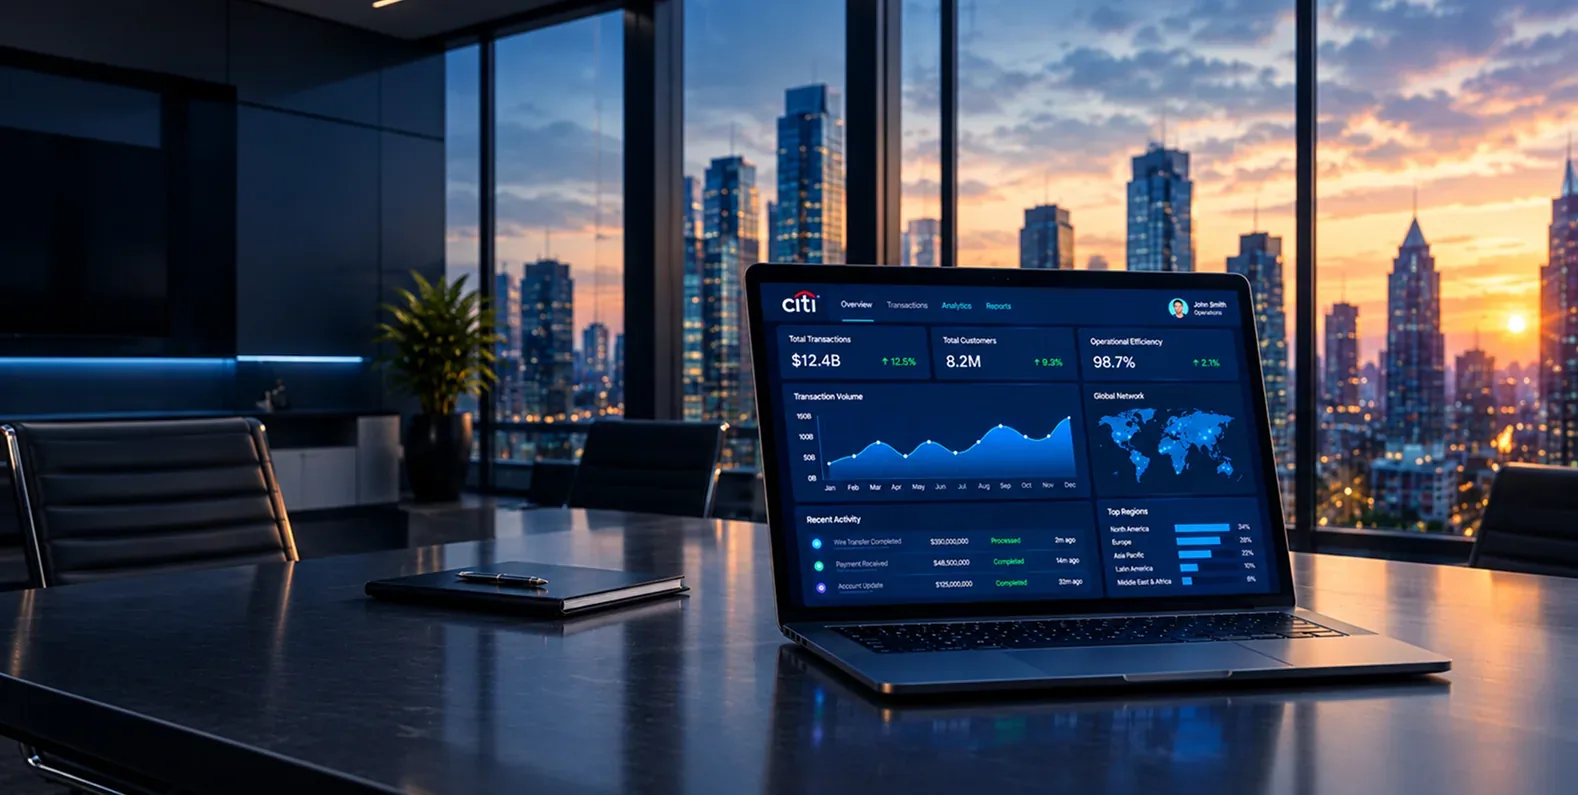 citi
Overview Transactions Analytics Reports
John Smith
Operations
Total Transactions
$12.4B ↑ 12.5%
Total Customers
8.2M ↑ 9.3%
Operational Efficiency
98.7% ↑ 2.1%
Transaction Volume
150B
100B
50B
0B
Jan Feb Mar Apr May Jun Jul Aug Sep Oct Nov Dec
Global Network
Recent Activity
Wire Transfer Completed $390,000,000 Processed 2m ago
Payment Received $48,500,000 Completed 14m ago
Account Update $125,000,000 Completed 32m ago
Top Regions
North America 34%
Europe 28%
Asia Pacific 22%
Latin America 10%
Middle East & Africa 6%